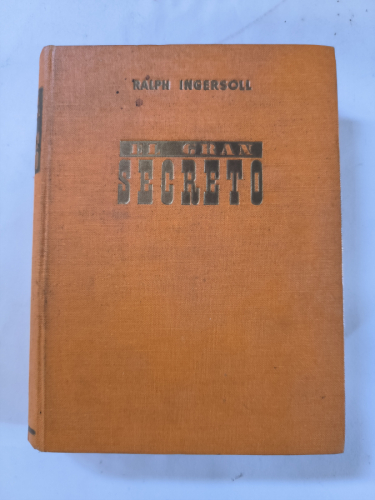 RALPH INGERSOLL
EL GRAN
SECRETO